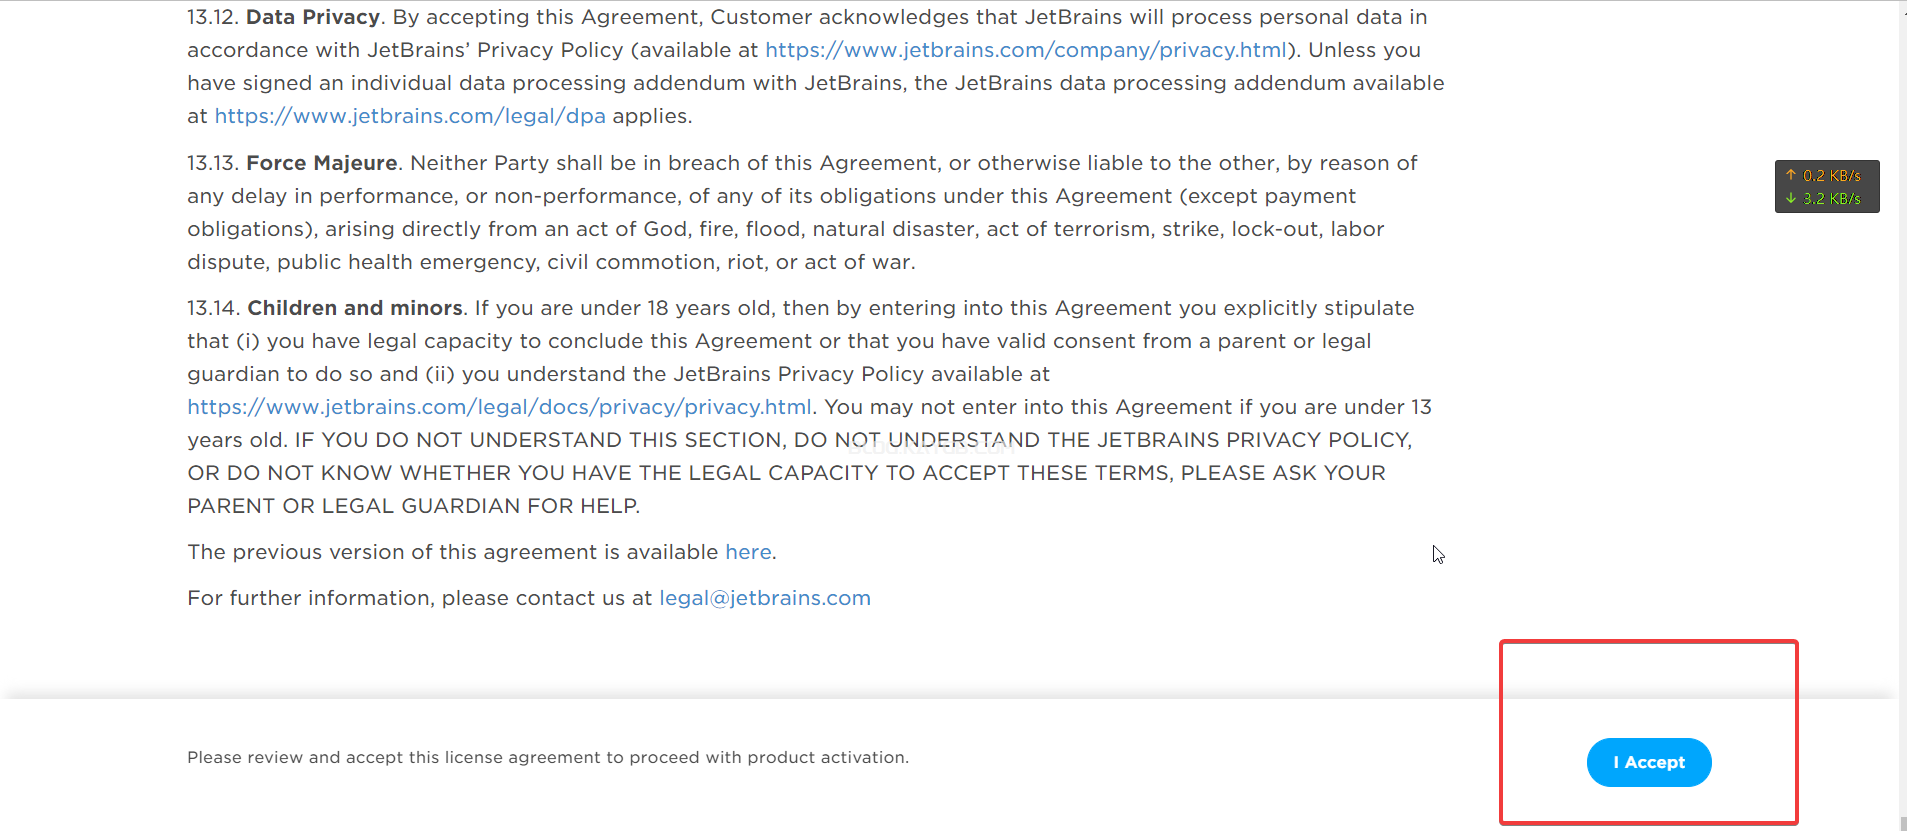 13.12. Data Privacy. By accepting this Agreement, Customer acknowledges that JetBrains will process personal data in
accordance with JetBrains’ Privacy Policy (available at https://www.jetbrains.com/company/privacy.html). Unless you
have signed an individual data processing addendum with JetBrains, the JetBrains data processing addendum available
at https://www.jetbrains.com/legal/dpa applies.
13.13. Force Majeure. Neither Party shall be in breach of this Agreement, or otherwise liable to the other, by reason of
any delay in performance, or non-performance, of any of its obligations under this Agreement (except payment
obligations), arising directly from an act of God, fire, flood, natural disaster, act of terrorism, strike, lock-out, labor
dispute, public health emergency, civil commotion, riot, or act of war.
↑ 0.2 KB/s
↓ 3.2 KB/s
13.14. Children and minors. If you are under 18 years old, then by entering into this Agreement you explicitly stipulate
that (i) you have legal capacity to conclude this Agreement or that you have valid consent from a parent or legal
guardian to do so and (ii) you understand the JetBrains Privacy Policy available at
https://www.jetbrains.com/legal/docs/privacy/privacy.html. You may not enter into this Agreement if you are under 13
years old. IF YOU DO NOT UNDERSTAND THIS SECTION, DO NOT UNDERSTAND THE JETBRAINS PRIVACY POLICY,
OR DO NOT KNOW WHETHER YOU HAVE THE LEGAL CAPACITY TO ACCEPT THESE TERMS, PLEASE ASK YOUR
PARENT OR LEGAL GUARDIAN FOR HELP.
The previous version of this agreement is available here.
For further information, please contact us at legal@jetbrains.com
Please review and accept this license agreement to proceed with product activation.
I Accept